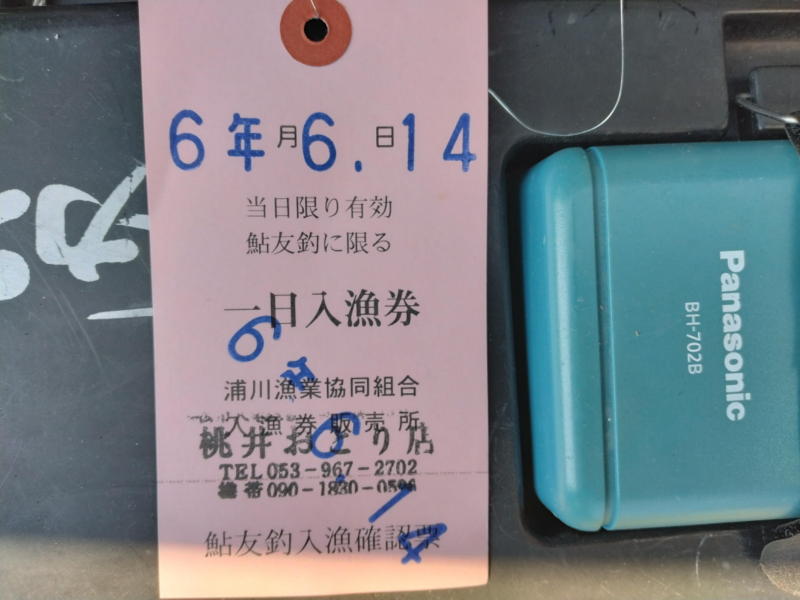 6年月6.日14
当日限り有効
鮎友釣に限る
一日入漁券
6年6.14
浦川漁業協同組合
入漁券販売所
桃井おとり店
TEL 053-967-2702
携帯 090-1830-0596
鮎友釣入漁確認票
Panasonic
BH-702B